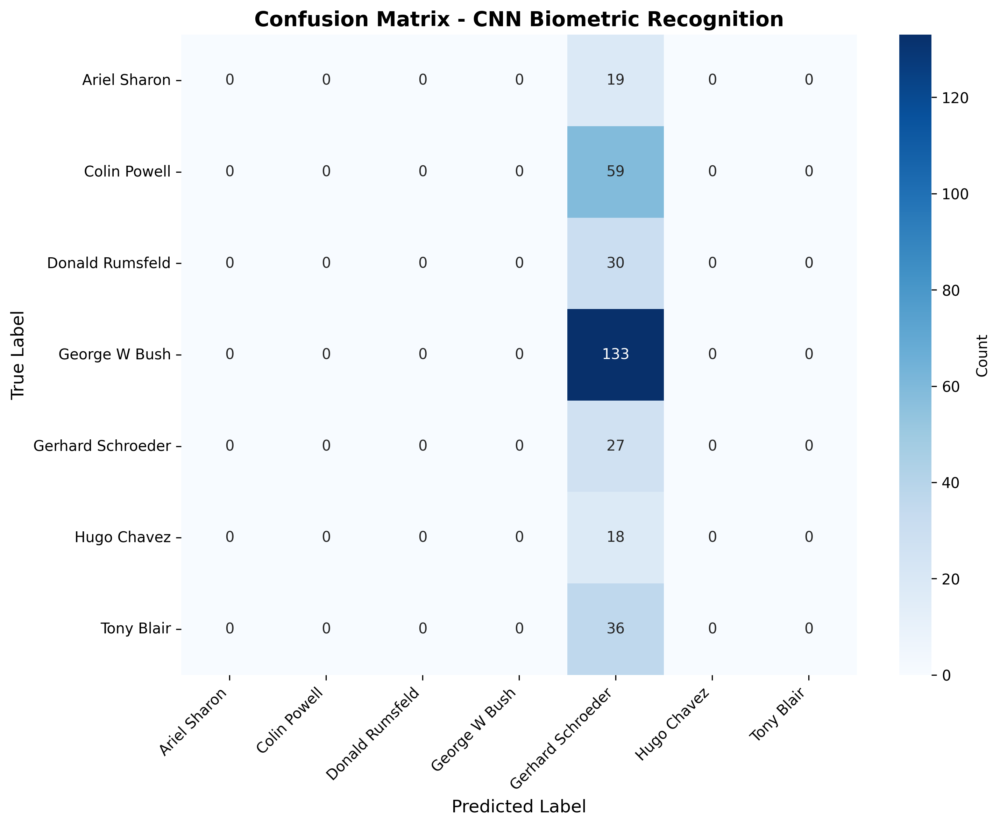 Confusion Matrix - CNN Biometric Recognition
True Label
Ariel Sharon 0 0 0 0 19 0 0
Colin Powell 0 0 0 0 59 0 0
Donald Rumsfeld 0 0 0 0 30 0 0
George W Bush 0 0 0 0 133 0 0
Gerhard Schroeder 0 0 0 0 27 0 0
Hugo Chavez 0 0 0 0 18 0 0
Tony Blair 0 0 0 0 36 0 0
Ariel Sharon
Colin Powell
Donald Rumsfeld
George W Bush
Gerhard Schroeder
Hugo Chavez
Tony Blair
Predicted Label
120
100
80
60
40
20
0
Count